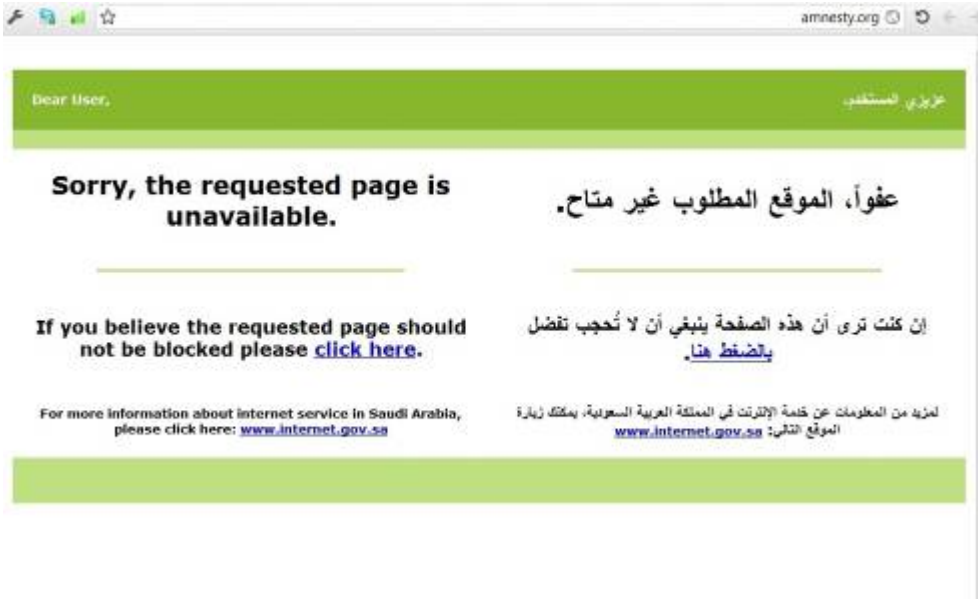 amnesty.org
Dear User,
عزيزي المستخدم،
Sorry, the requested page is
unavailable.
عفواً، الموقع المطلوب غير متاح.
If you believe the requested page should
not be blocked please click here.
إن كنت ترى أن هذه الصفحة ينبغي أن لا تُحجب تفضل
بالضغط هنا.
For more information about internet service in Saudi Arabia,
please click here: www.internet.gov.sa
لمزيد من المعلومات عن خدمة الإنترنت في المملكة العربية السعودية، يمكنك زيارة
الموقع التالي: www.internet.gov.sa